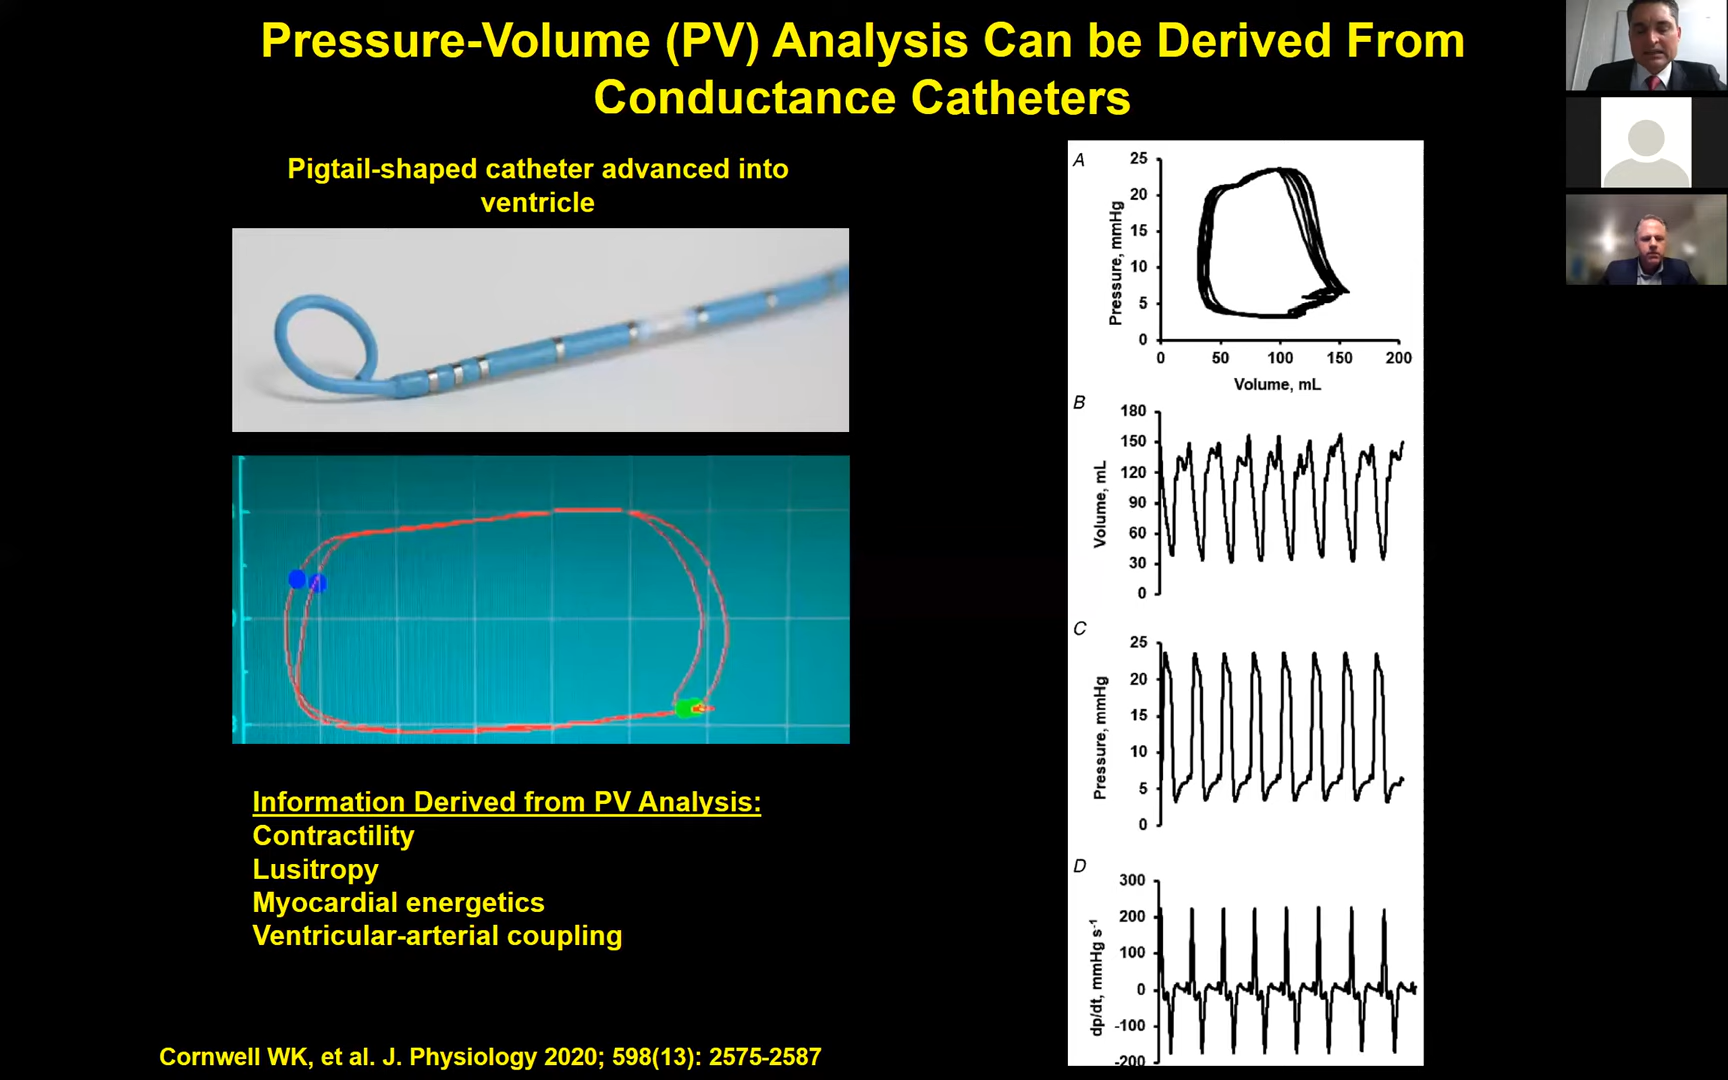 Pressure-Volume (PV) Analysis Can be Derived From
Conductance Catheters
Pigtail-shaped catheter advanced into
ventricle
Information Derived from PV Analysis:
Contractility
Lusitropy
Myocardial energetics
Ventricular-arterial coupling
Cornwell WK, et al. J. Physiology 2020; 598(13): 2575-2587
A
25
20
15
10
5
0
Pressure, mmHg
0 50 100 150 200
Volume, mL
B
180
150
120
90
60
30
0
Volume, mL
C
25
20
15
10
5
0
Pressure, mmHg
D
300
200
100
0
-100
-200
dp/dt, mmHg s-1